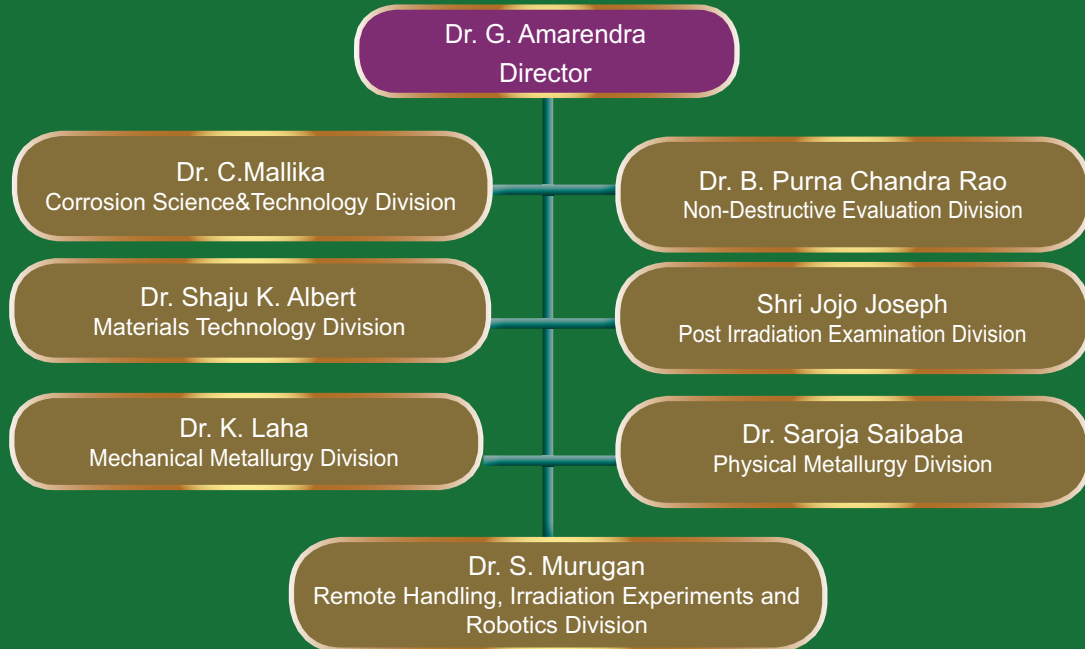 Dr. G. Amarendra
Director
Dr. C.Mallika
Corrosion Science&Technology Division
Dr. B. Purna Chandra Rao
Non-Destructive Evaluation Division
Dr. Shaju K. Albert
Materials Technology Division
Shri Jojo Joseph
Post Irradiation Examination Division
Dr. K. Laha
Mechanical Metallurgy Division
Dr. Saroja Saibaba
Physical Metallurgy Division
Dr. S. Murugan
Remote Handling, Irradiation Experiments and
Robotics Division